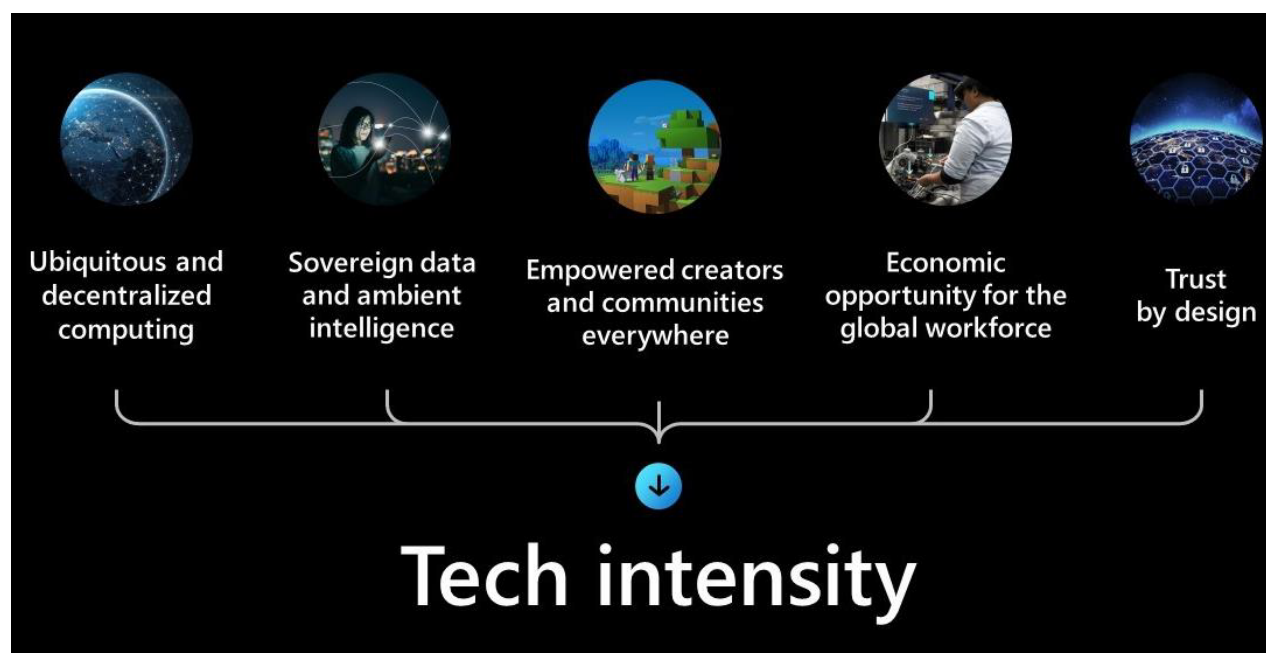 Ubiquitous and
decentralized
computing
Sovereign data
and ambient
intelligence
Empowered creators
and communities
everywhere
Economic
opportunity for the
global workforce
Trust
by design
Tech intensity